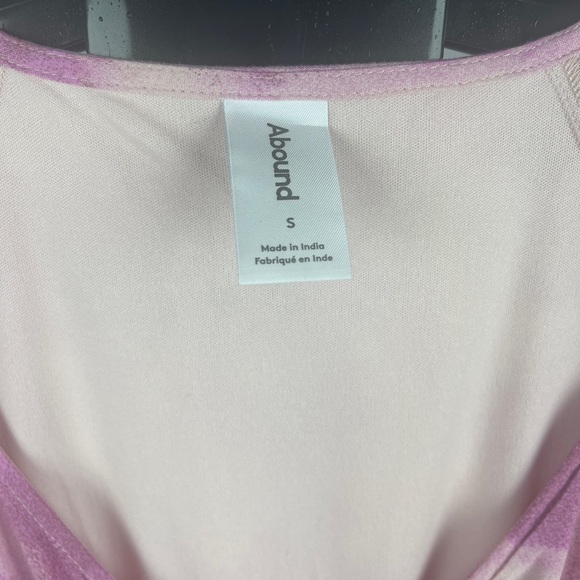 Abound
S
Made in India
Fabriqué en Inde